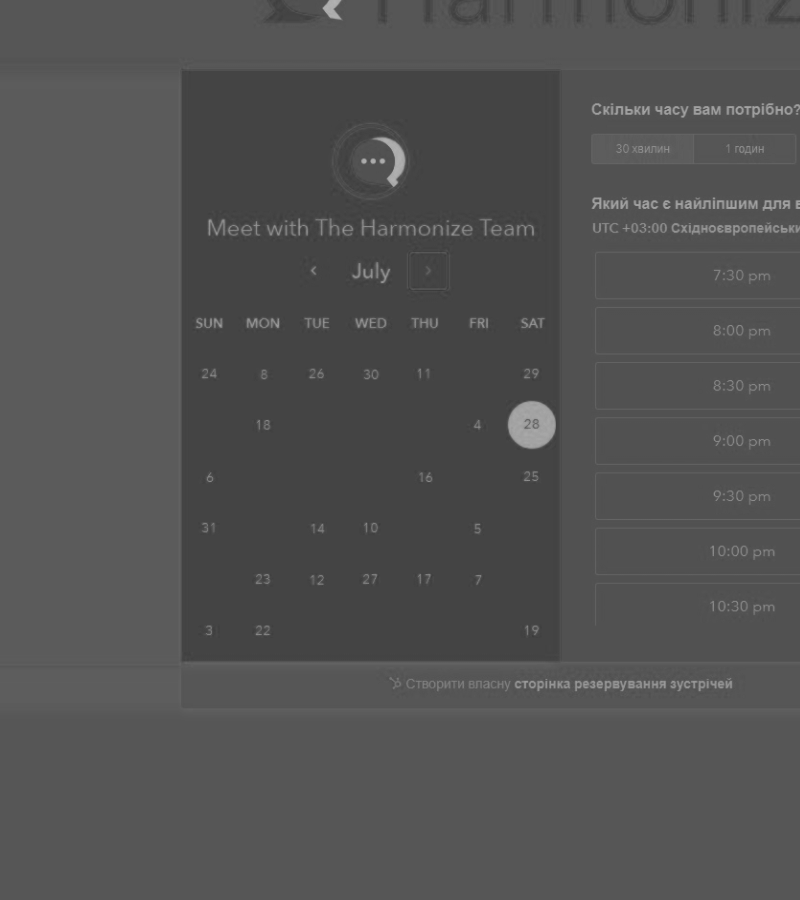 Harmoniz
Meet with The Harmonize Team
July
SUN MON TUE WED THU FRI SAT
24 8 26 30 11 29
18 4 28
6 16 25
31 14 10 5
23 12 27 17 7
3 22 19
Скільки часу вам потрібно?
30 хвилин 1 годин
Який час є найліпшим для в
UTC +03:00 Східноєвропейськи
7:30 pm
8:00 pm
8:30 pm
9:00 pm
9:30 pm
10:00 pm
10:30 pm
Створити власну сторінка резервування зустрічей